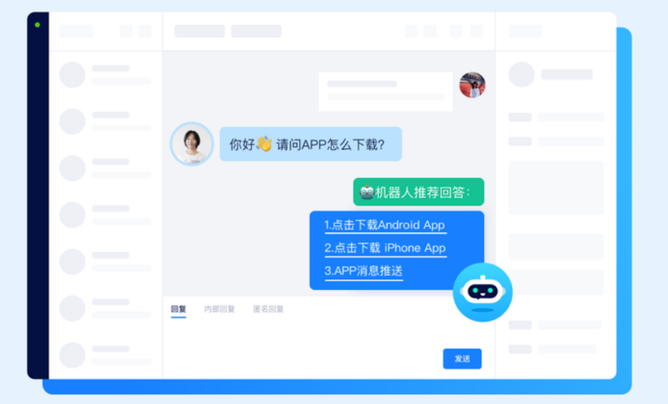 你好👋 请问APP怎么下载?
机器人推荐回答:
1.点击下载Android App
2.点击下载 iPhone App
3.APP消息推送
回复 内部回复 匿名回复
发送